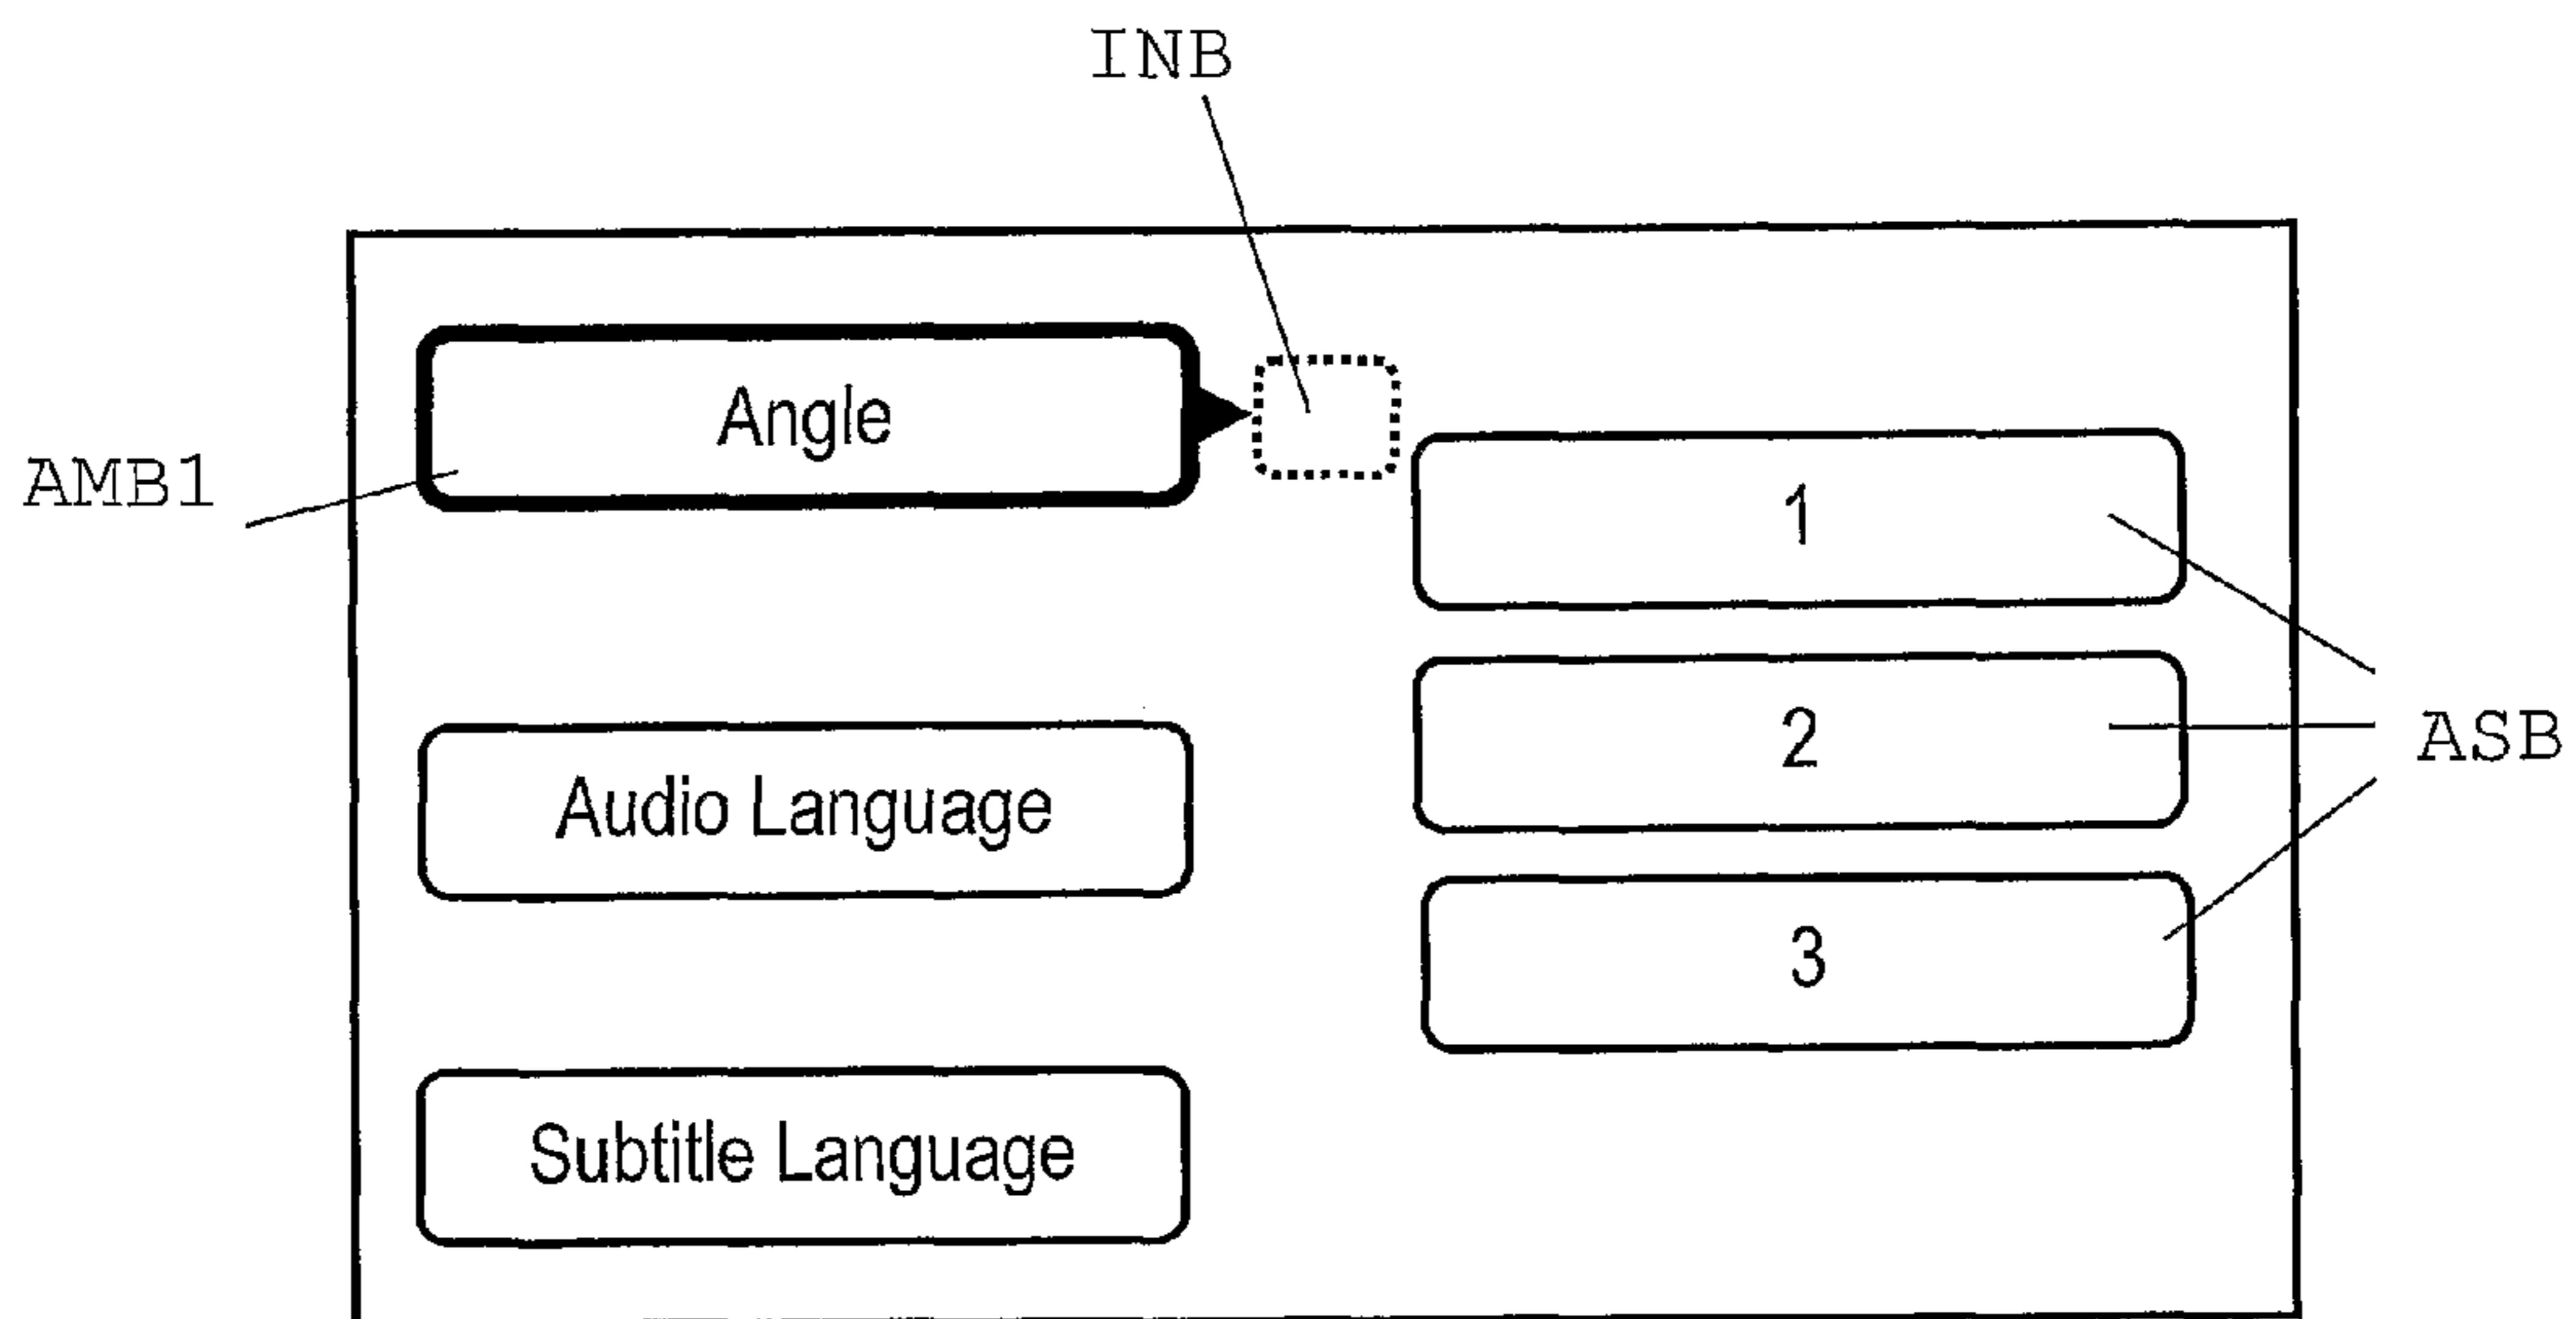 INB
Angle
AMB1
1
2
ASB
Audio Language
3
Subtitle Language